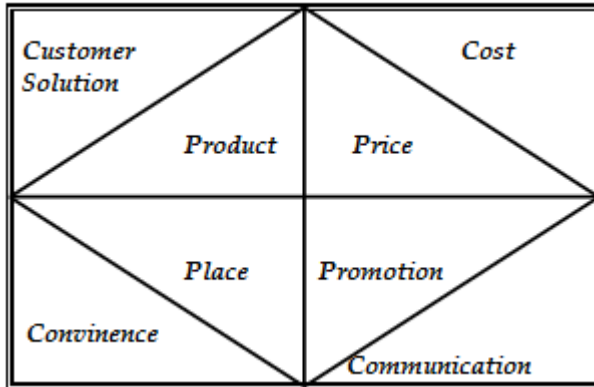 Customer
Solution
Cost
Product
Price
Place
Promotion
Convinence
Communication